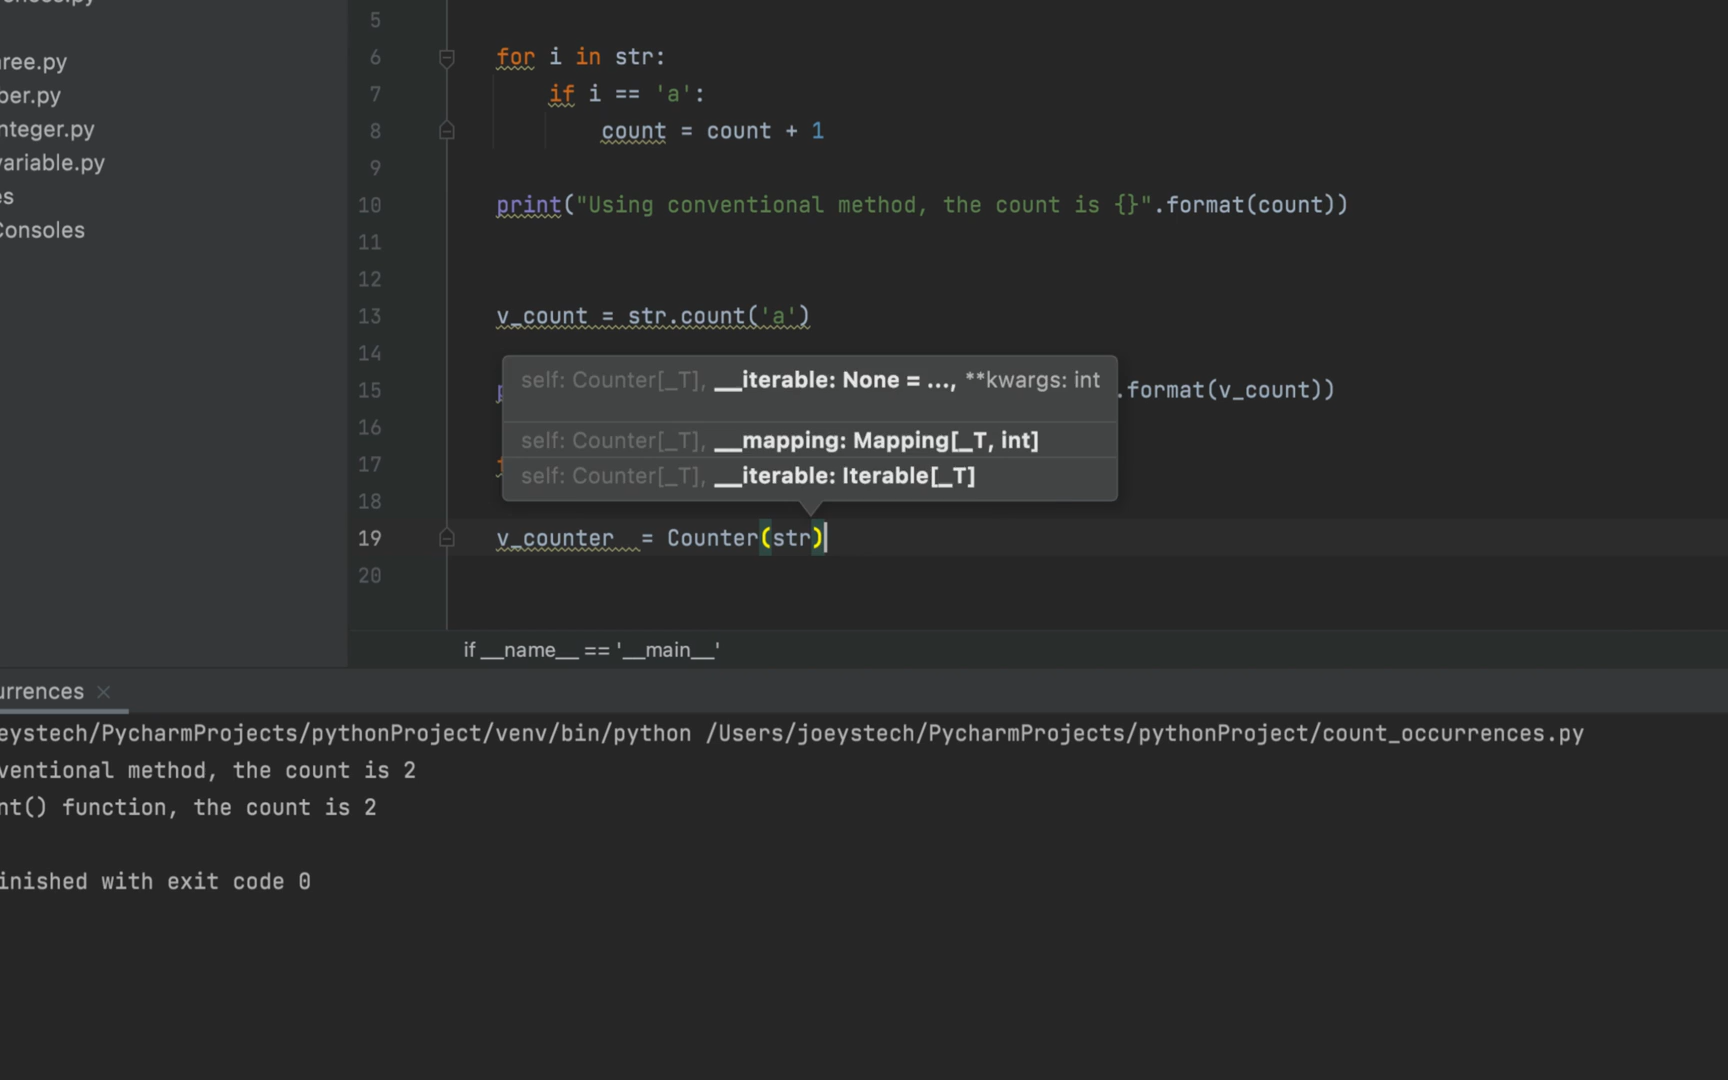 ences.py
ree.py
ber.py
nteger.py
variable.py
es
Consoles
5
6 for i in str:
7 if i == 'a':
8 count = count + 1
9
10 print("Using conventional method, the count is {}".format(count))
11
12
13 v_count = str.count('a')
14
self: Counter[_T], __iterable: None = ..., **kwargs: int
15 .format(v_count))
16
self: Counter[_T], __mapping: Mapping[_T, int]
17
self: Counter[_T], __iterable: Iterable[_T]
18
19 v_counter = Counter(str)
20
if __name__ == '__main__'
urrences
eystech/PycharmProjects/pythonProject/venv/bin/python /Users/joeystech/PycharmProjects/pythonProject/count_occurrences.py
ventional method, the count is 2
nt() function, the count is 2
inished with exit code 0